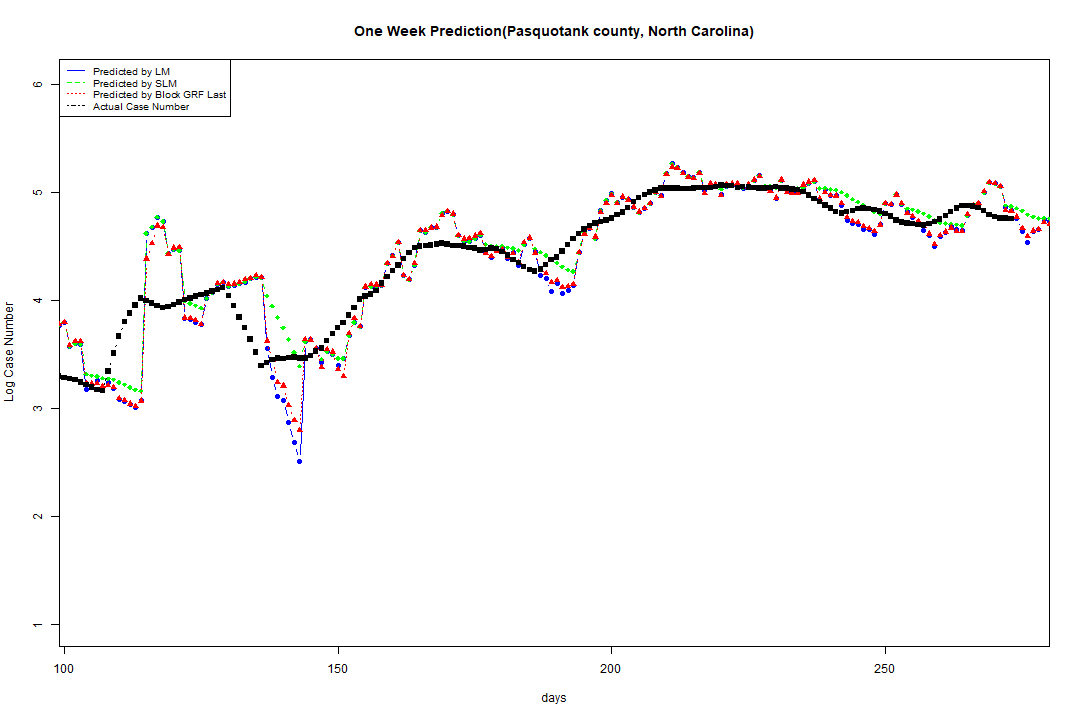 One Week Prediction(Pasquotank county, North Carolina)
Predicted by LM
Predicted by SLM
Predicted by Block GRF Last
Actual Case Number
6
5
4
3
2
1
Log Case Number
100 150 200 250
days